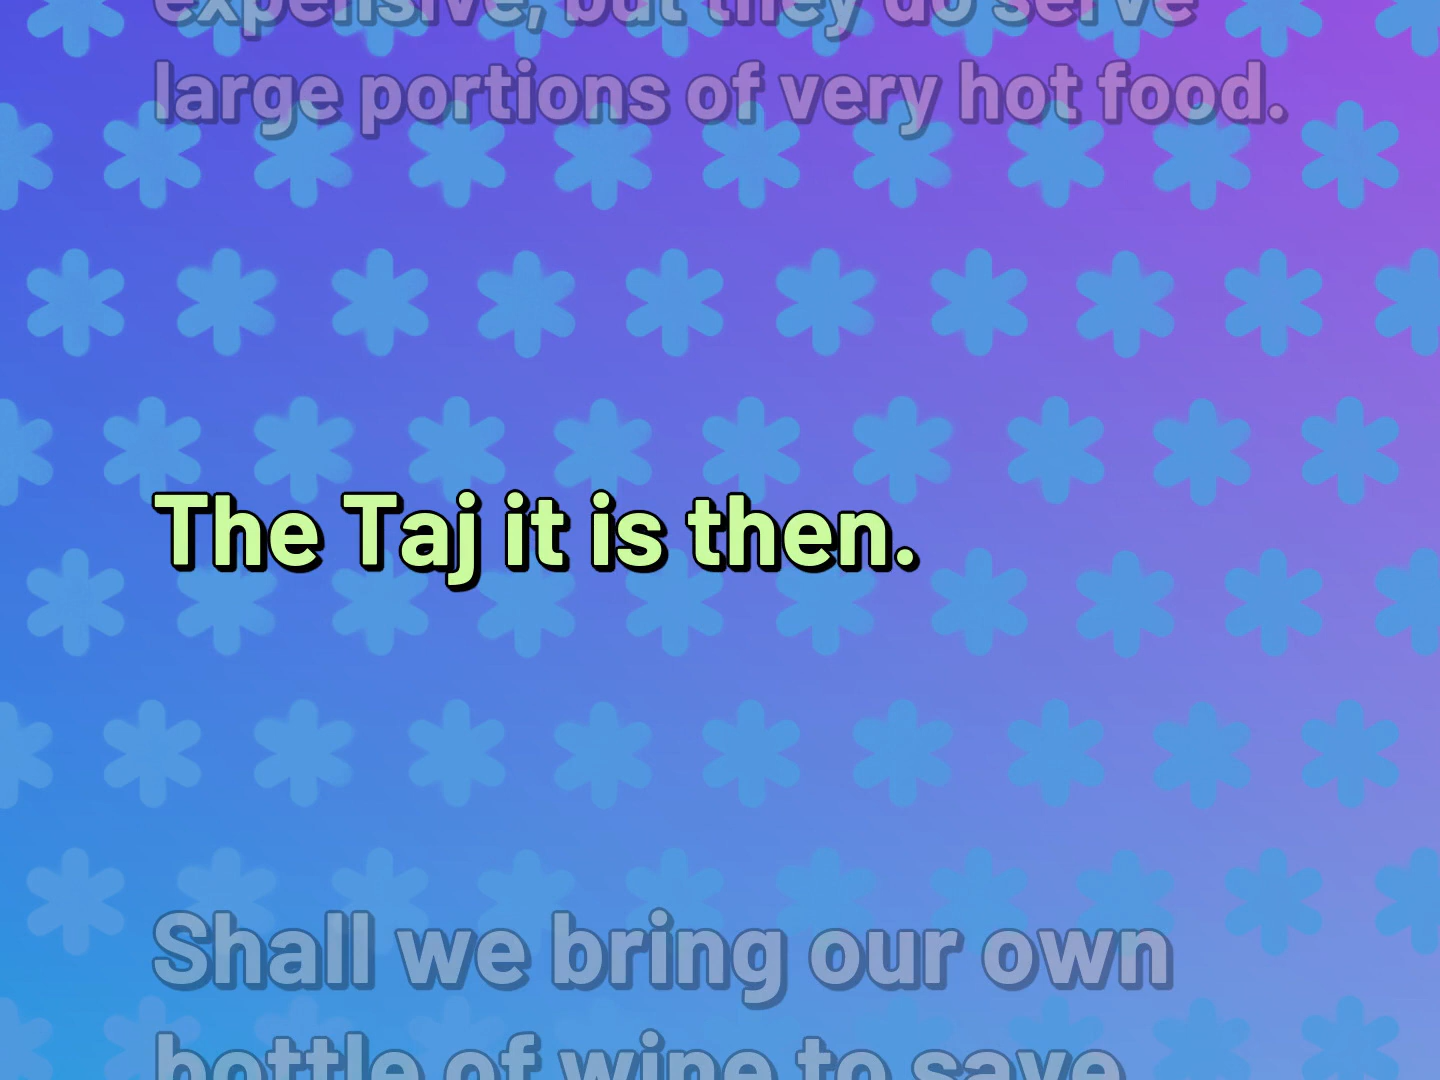 expensive, but they do serve
large portions of very hot food.
The Taj it is then.
Shall we bring our own
bottle of wine to save